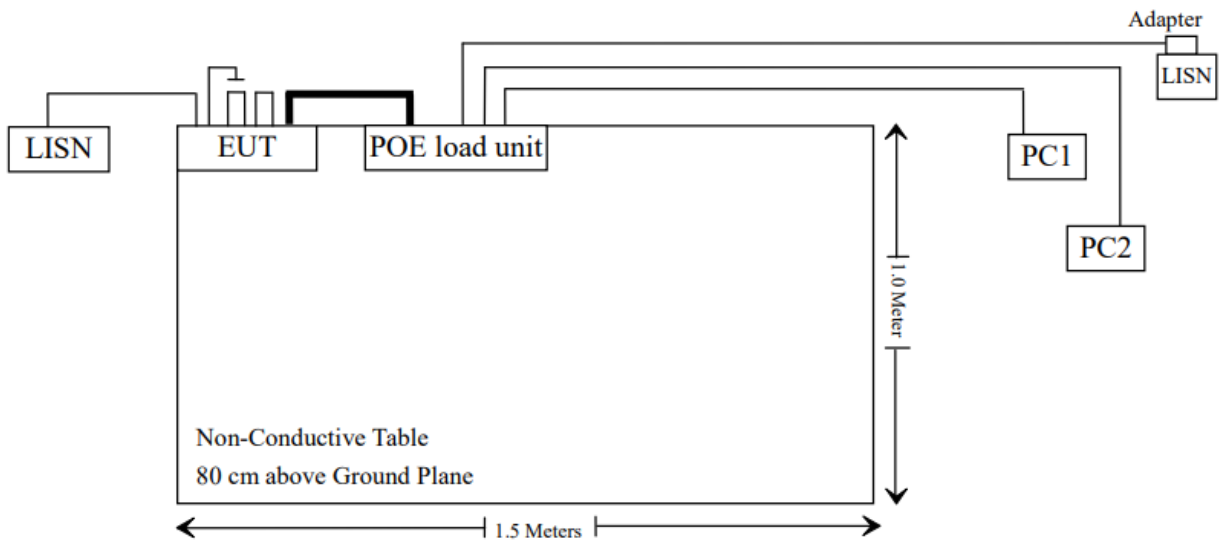 Adapter
LISN
LISN
EUT
POE load unit
PC1
PC2
1.0 Meter
Non-Conductive Table
80 cm above Ground Plane
1.5 Meters